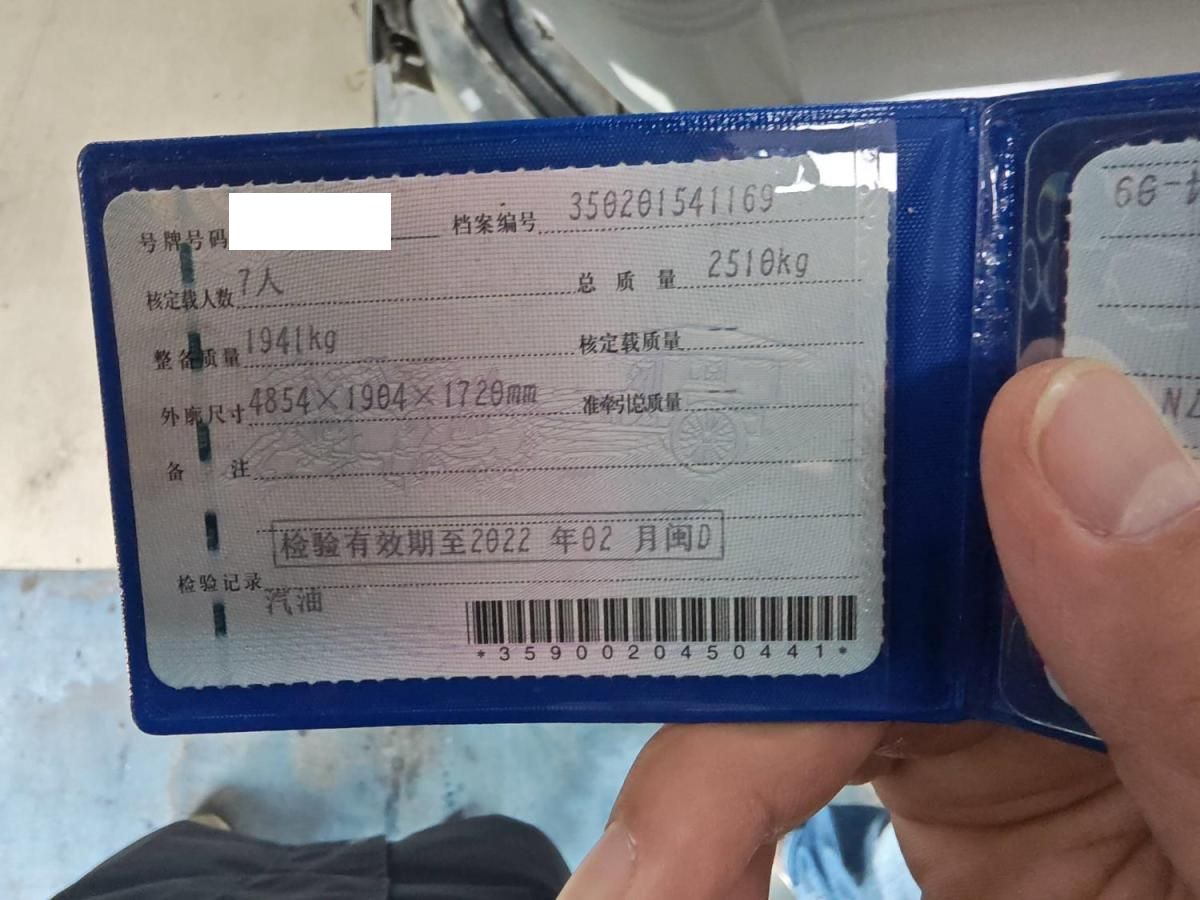 号牌号码 档案编号 350201541169
核定载人数 7人 总质量 2510kg
整备质量 1941kg 核定载质量 --
外廓尺寸 4854×1904×1720mm 准牵引总质量 --
备注
检验有效期至2022 年02 月闽D
检验记录
汽油
*3590020450441*